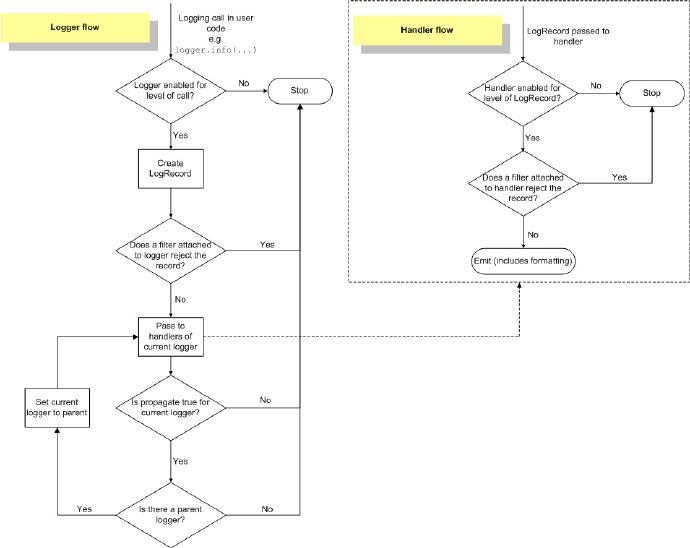 Logger flow
Logging call in user
code
e.g.
logger.info(...)
Logger enabled for
level of call?
No
Stop
Yes
Create
LogRecord
Does a filter attached
to logger reject the
record?
Yes
No
Pass to
handlers of
current logger
Set current
logger to parent
Is propagate true for
current logger?
No
Yes
Is there a parent
logger?
Yes
No
Handler flow
LogRecord passed to
handler
Handler enabled for
level of LogRecord?
No
Stop
Yes
Does a filter attached
to handler reject the
record?
Yes
No
Emit (includes formatting)